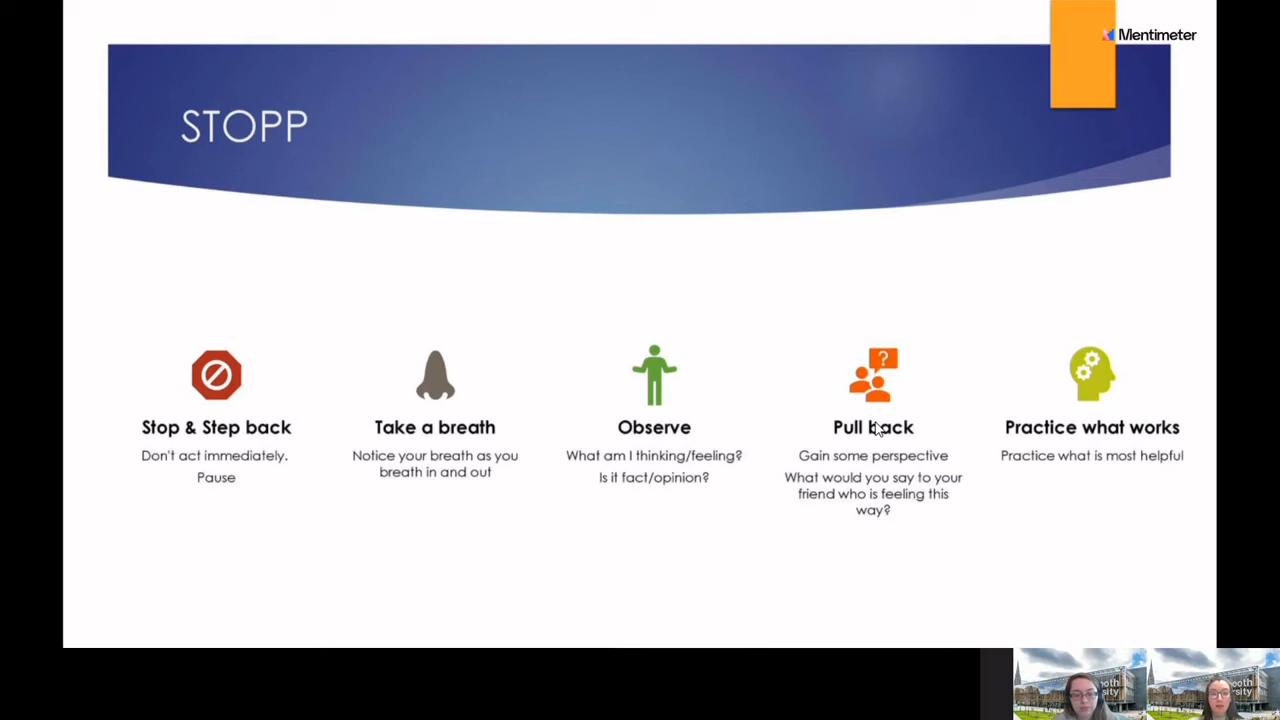 Mentimeter
STOPP
?
Stop & Step back
Don't act immediately.
Pause
Take a breath
Notice your breath as you
breath in and out
Observe
What am I thinking/feeling?
Is it fact/opinion?
Pull back
Gain some perspective
What would you say to your
friend who is feeling this
way?
Practice what works
Practice what is most helpful